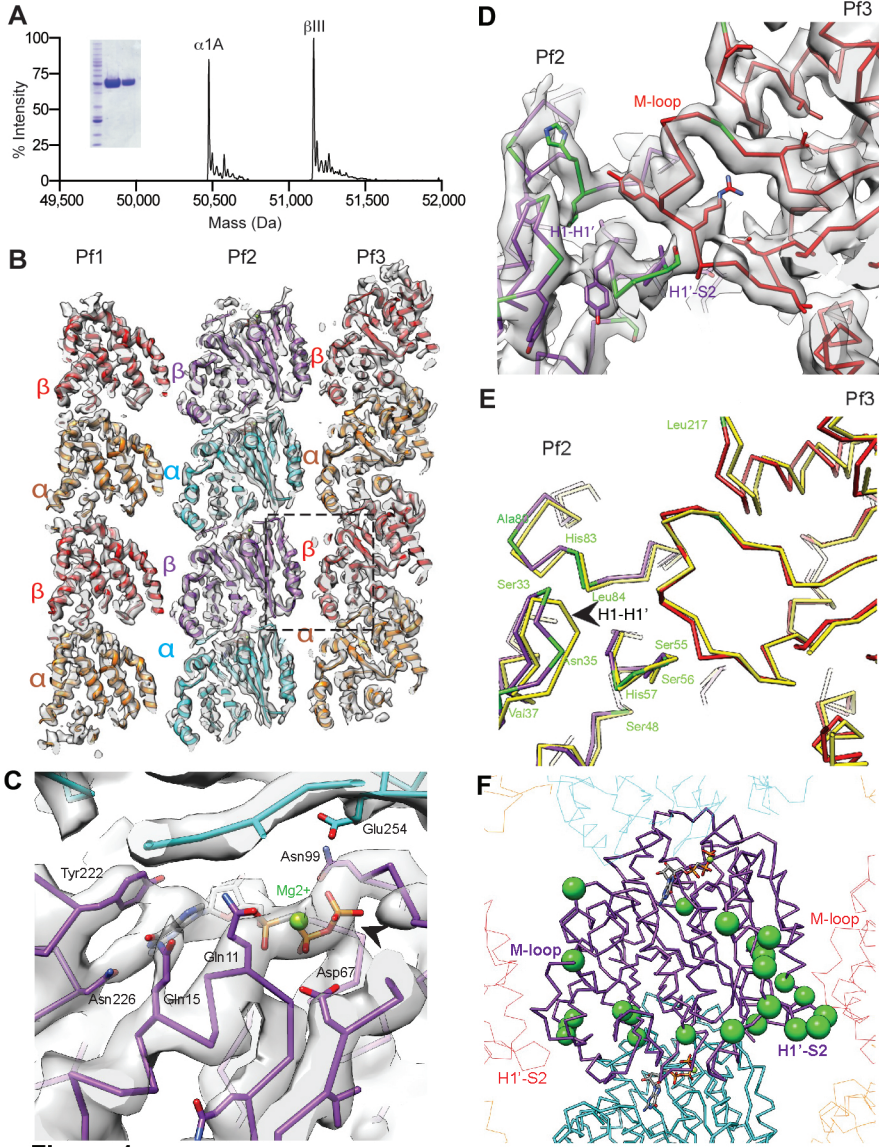 A
α1A
βIII
100
75
50
25
0
% Intensity
49,500
50,000
50,500
51,000
51,500
52,000
Mass (Da)
B
Pf1
Pf2
Pf3
β
β
β
α
α
α
β
β
β
α
α
α
C
Glu254
Asn99
Tyr222
Mg2+
Gln11
Asp67
Asn226
Gln15
D
Pf3
Pf2
M-loop
H1-H1'
H1'-S2
E
Pf3
Pf2
Leu217
His83
Ser33
Leu84
H1-H1'
Asn35
Ser55
Ser56
His57
Val37
Ser48
F
M-loop
M-loop
H1'-S2
H1'-S2